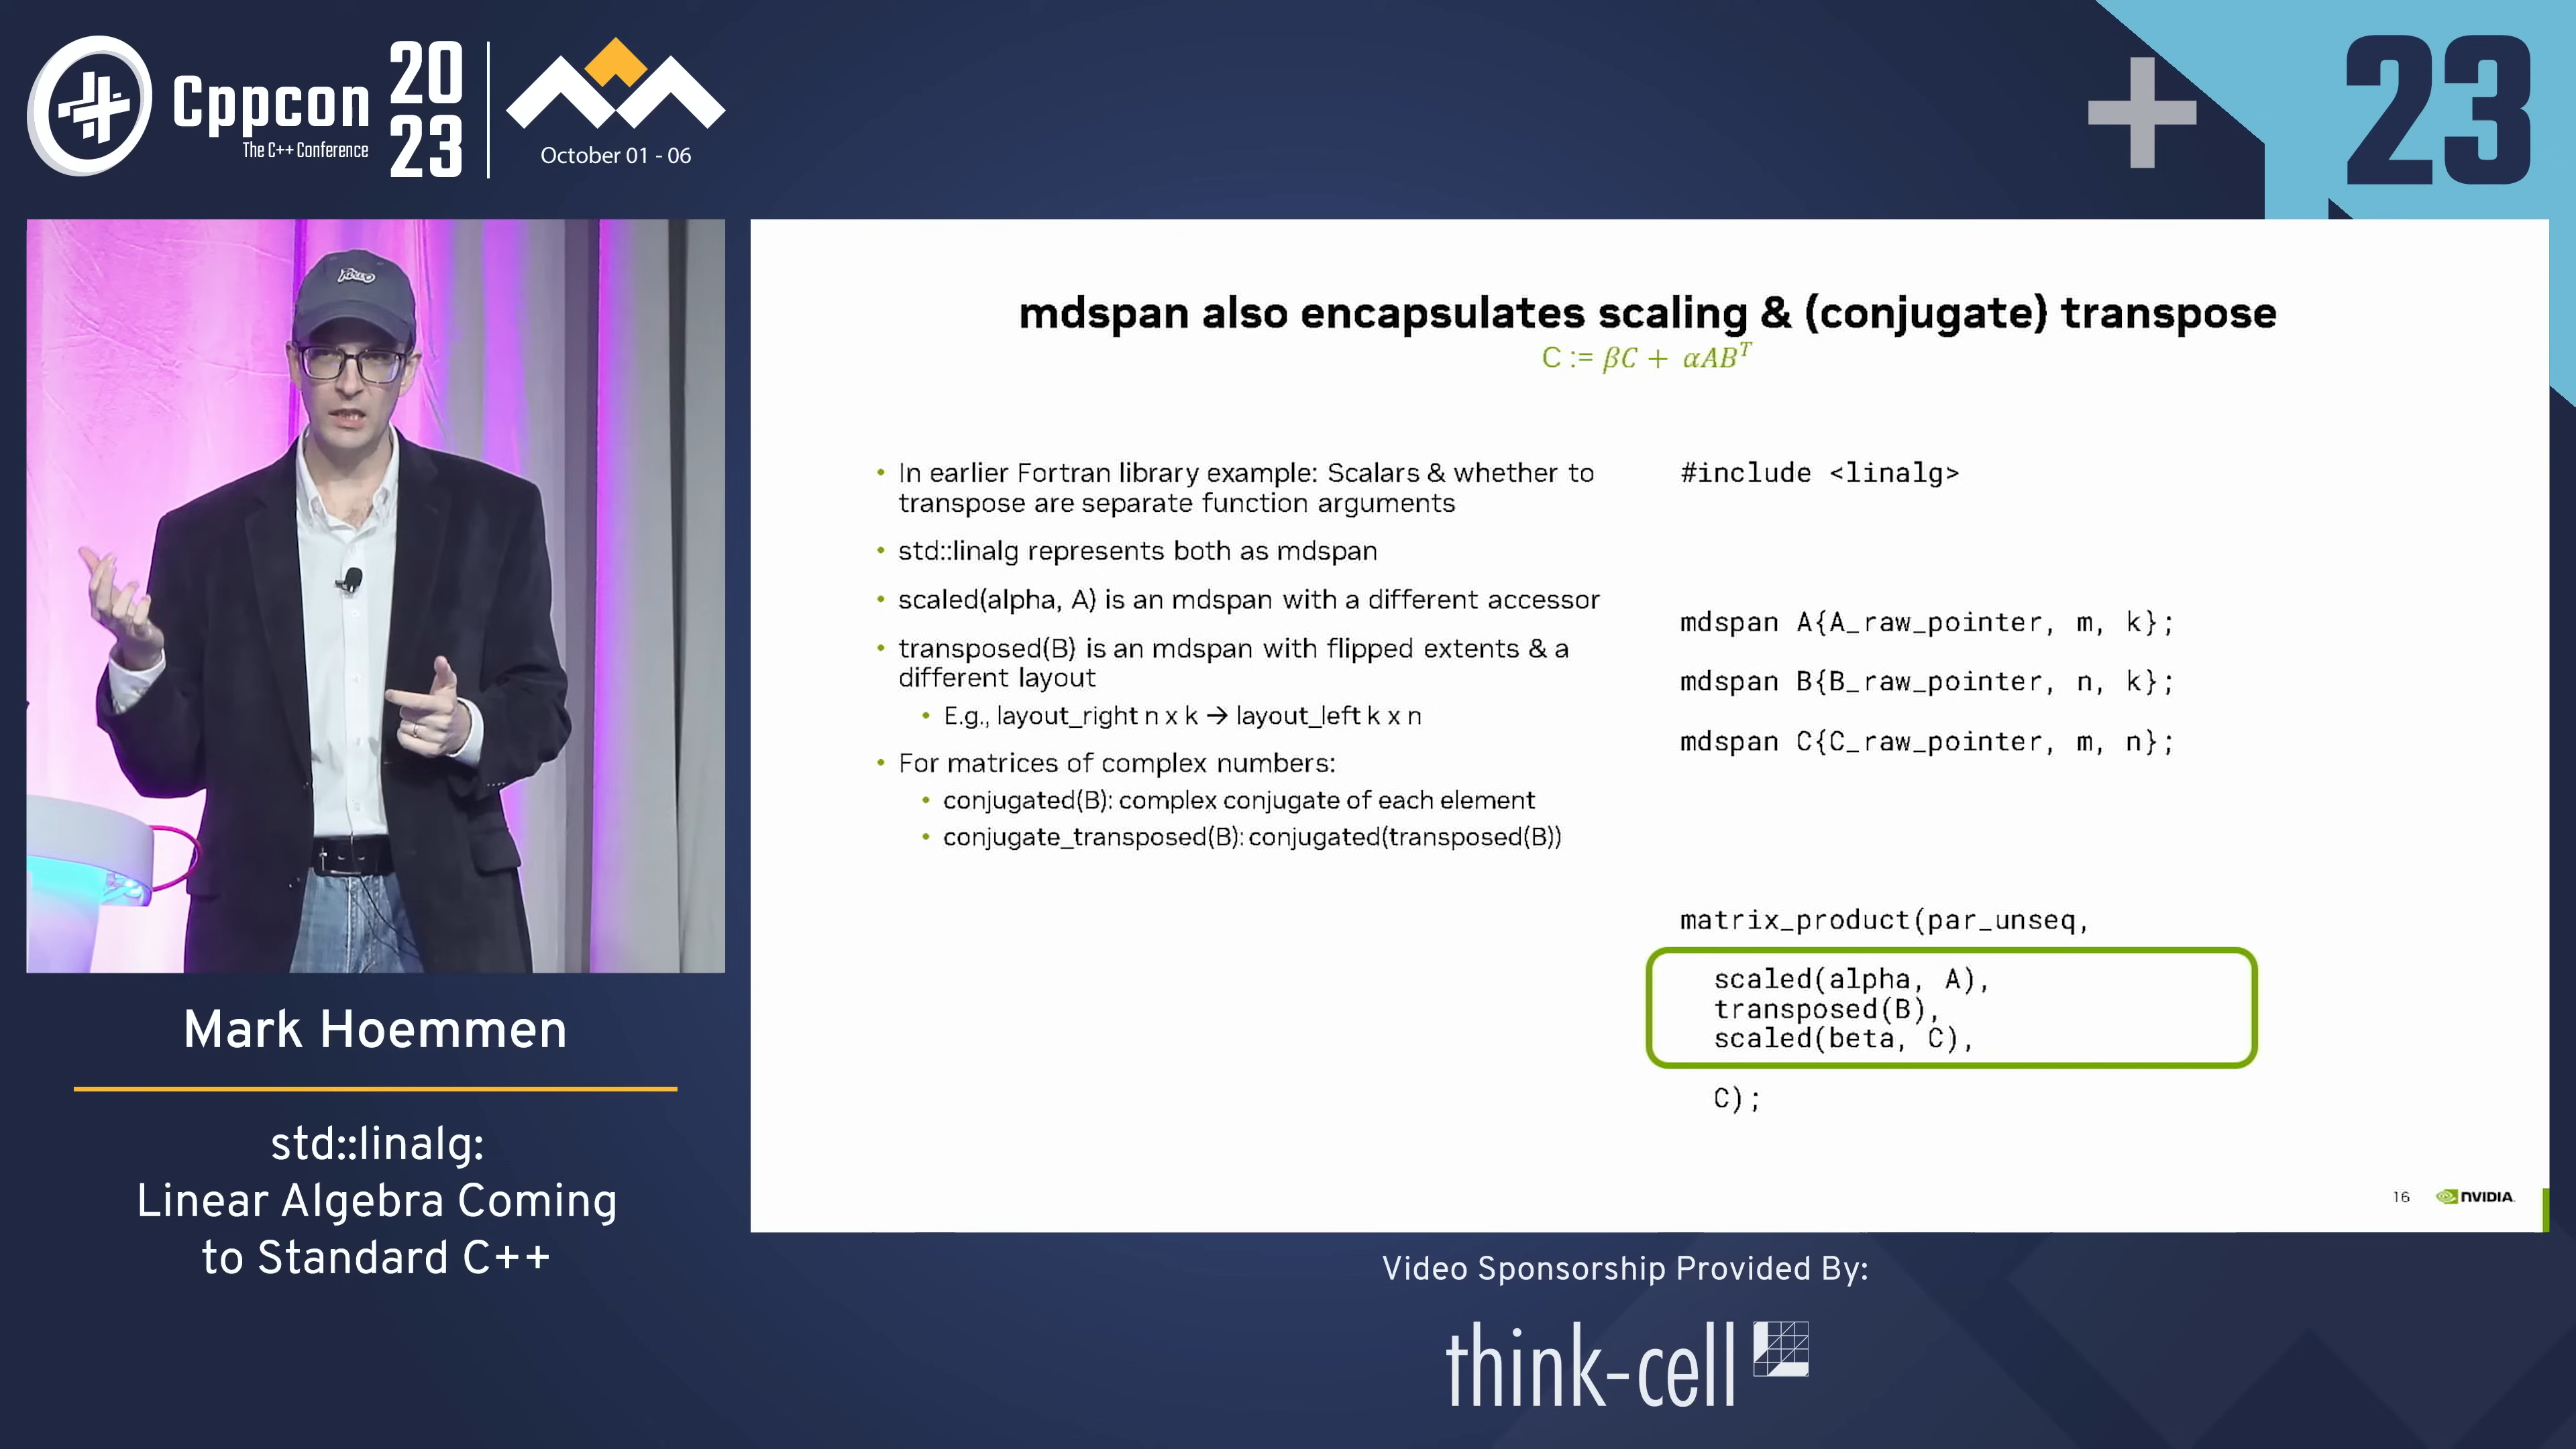 Cppcon
The C++ Conference
20
23
October 01 - 06
23
mdspan also encapsulates scaling & (conjugate) transpose
C := βC + αABᵀ
• In earlier Fortran library example: Scalars & whether to
transpose are separate function arguments
• std::linalg represents both as mdspan
• scaled(alpha, A) is an mdspan with a different accessor
• transposed(B) is an mdspan with flipped extents & a
different layout
• E.g., layout_right n x k → layout_left k x n
• For matrices of complex numbers:
• conjugated(B): complex conjugate of each element
• conjugate_transposed(B): conjugated(transposed(B))
#include <linalg>
mdspan A{A_raw_pointer, m, k};
mdspan B{B_raw_pointer, n, k};
mdspan C{C_raw_pointer, m, n};
matrix_product(par_unseq,
scaled(alpha, A),
transposed(B),
scaled(beta, C),
C);
16
NVIDIA.
Mark Hoemmen
std::linalg:
Linear Algebra Coming
to Standard C++
Video Sponsorship Provided By:
think-cell